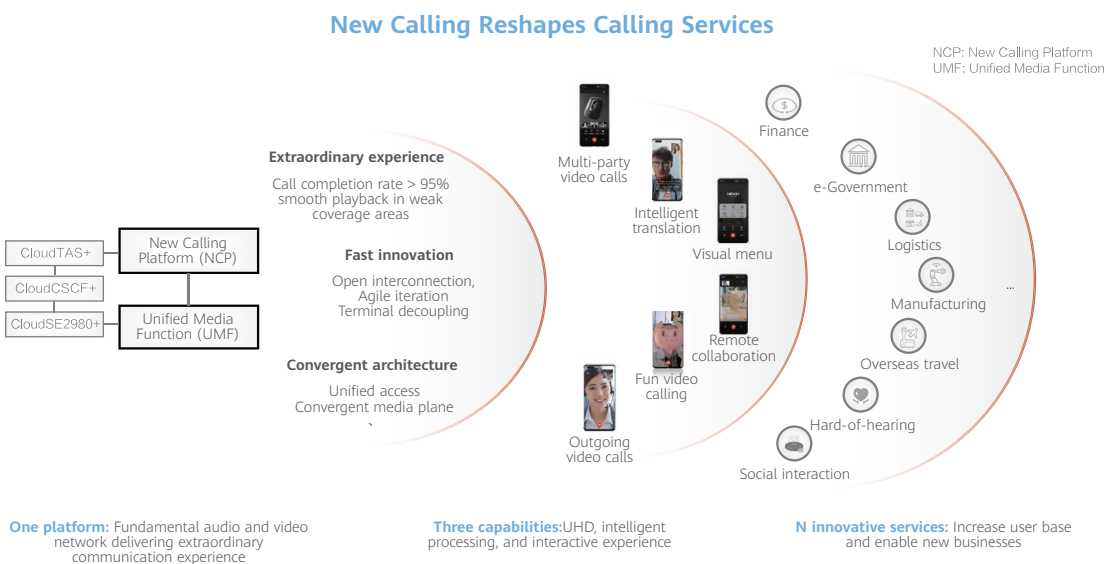 New Calling Reshapes Calling Services
NCP: New Calling Platform
UMF: Unified Media Function
CloudTAS+
CloudCSCF+
CloudSE2980+
New Calling
Platform (NCP)
Unified Media
Function (UMF)
Extraordinary experience
Call completion rate > 95%
smooth playback in weak
coverage areas
Fast innovation
Open interconnection,
Agile iteration
Terminal decoupling
Convergent architecture
Unified access
Convergent media plane
、
Multi-party
video calls
Intelligent
translation
Visual menu
Remote
collaboration
Fun video
calling
Outgoing
video calls
Finance
e-Government
Logistics
Manufacturing
...
Overseas travel
Hard-of-hearing
Social interaction
One platform: Fundamental audio and video
network delivering extraordinary
communication experience
Three capabilities:UHD, intelligent
processing, and interactive experience
N innovative services: Increase user base
and enable new businesses